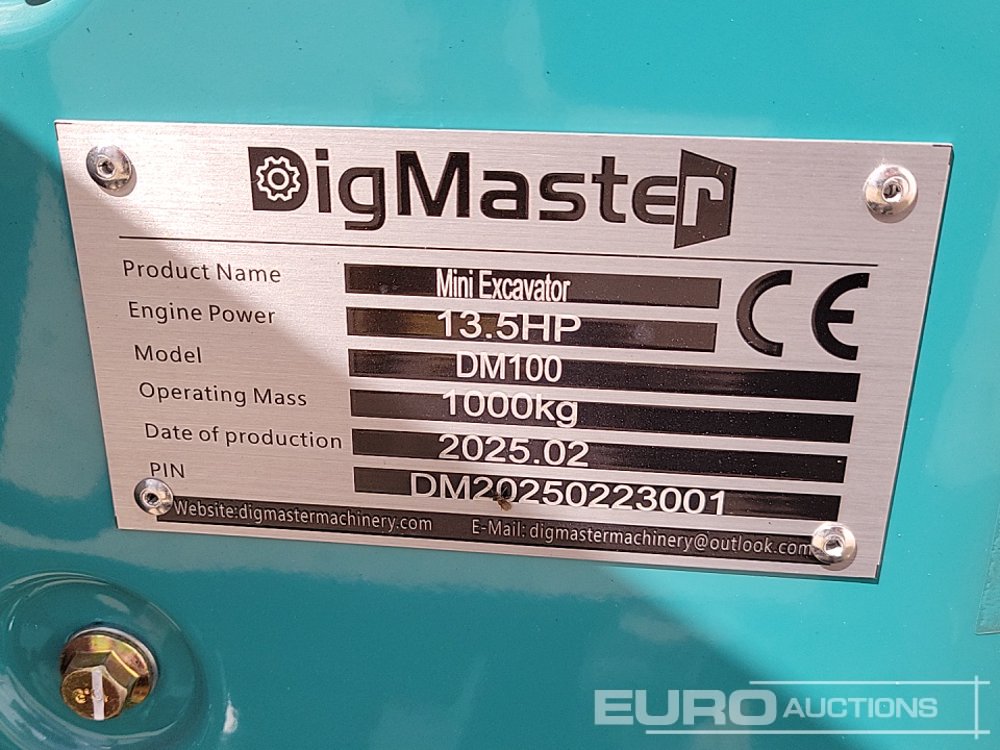 DigMaster
Product Name Mini Excavator
Engine Power 13.5HP
Model DM100
Operating Mass 1000kg
Date of production 2025.02
PIN DM20250223001
CE
Website:digmastermachinery.com E-Mail: digmastermachinery@outlook.com
EURO AUCTIONS